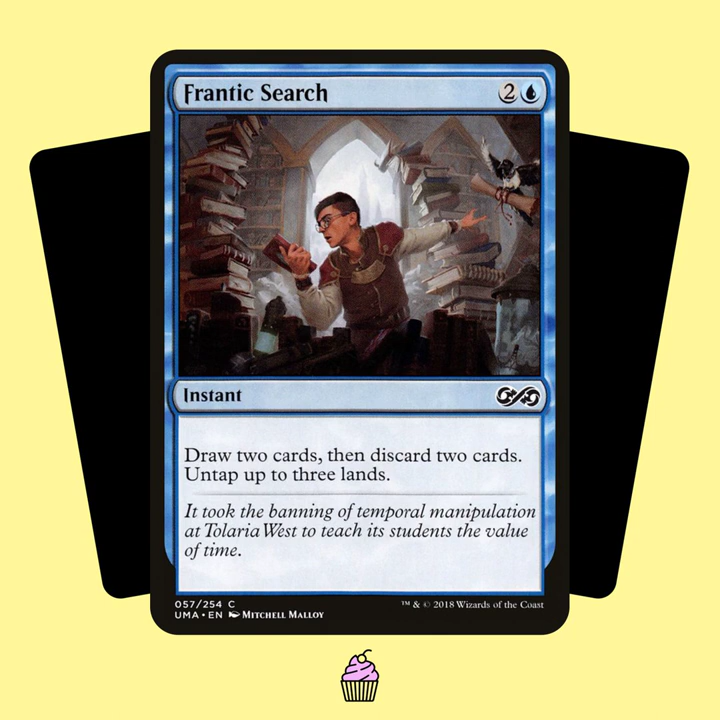 Frantic Search 2
Instant
Draw two cards, then discard two cards.
Untap up to three lands.
It took the banning of temporal manipulation
at Tolaria West to teach its students the value
of time.
057/254 C
UMA • EN Mitchell Malloy
™ & © 2018 Wizards of the Coast